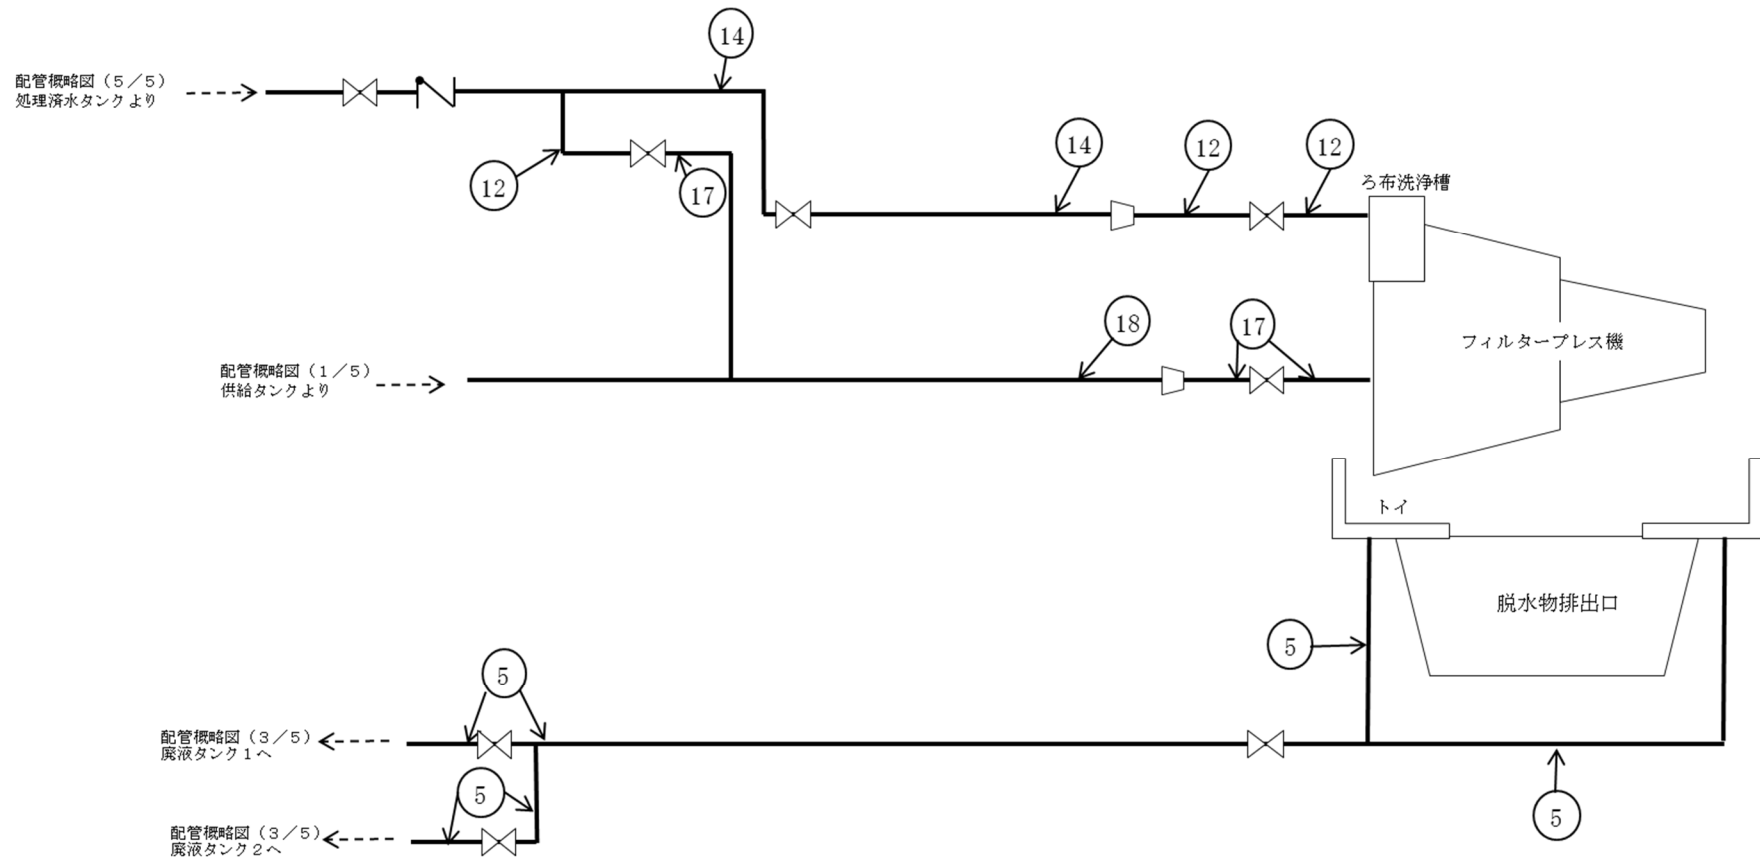 14
配管概略図（５／５）
処理済水タンクより
12
17
14
12
12
ろ布洗浄槽
18
17
フィルタープレス機
配管概略図（１／５）
供給タンクより
トイ
脱水物排出口
5
5
配管概略図（３／５）
廃液タンク１へ
5
5
配管概略図（３／５）
廃液タンク２へ